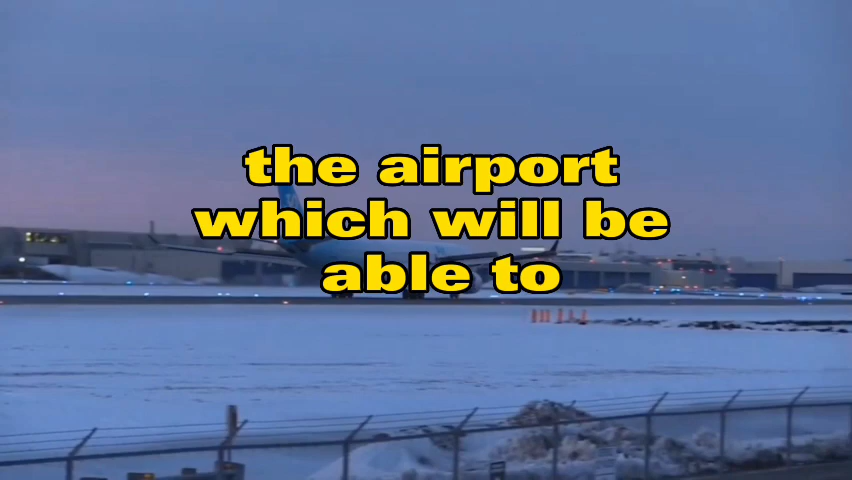 the airport
which will be
able to